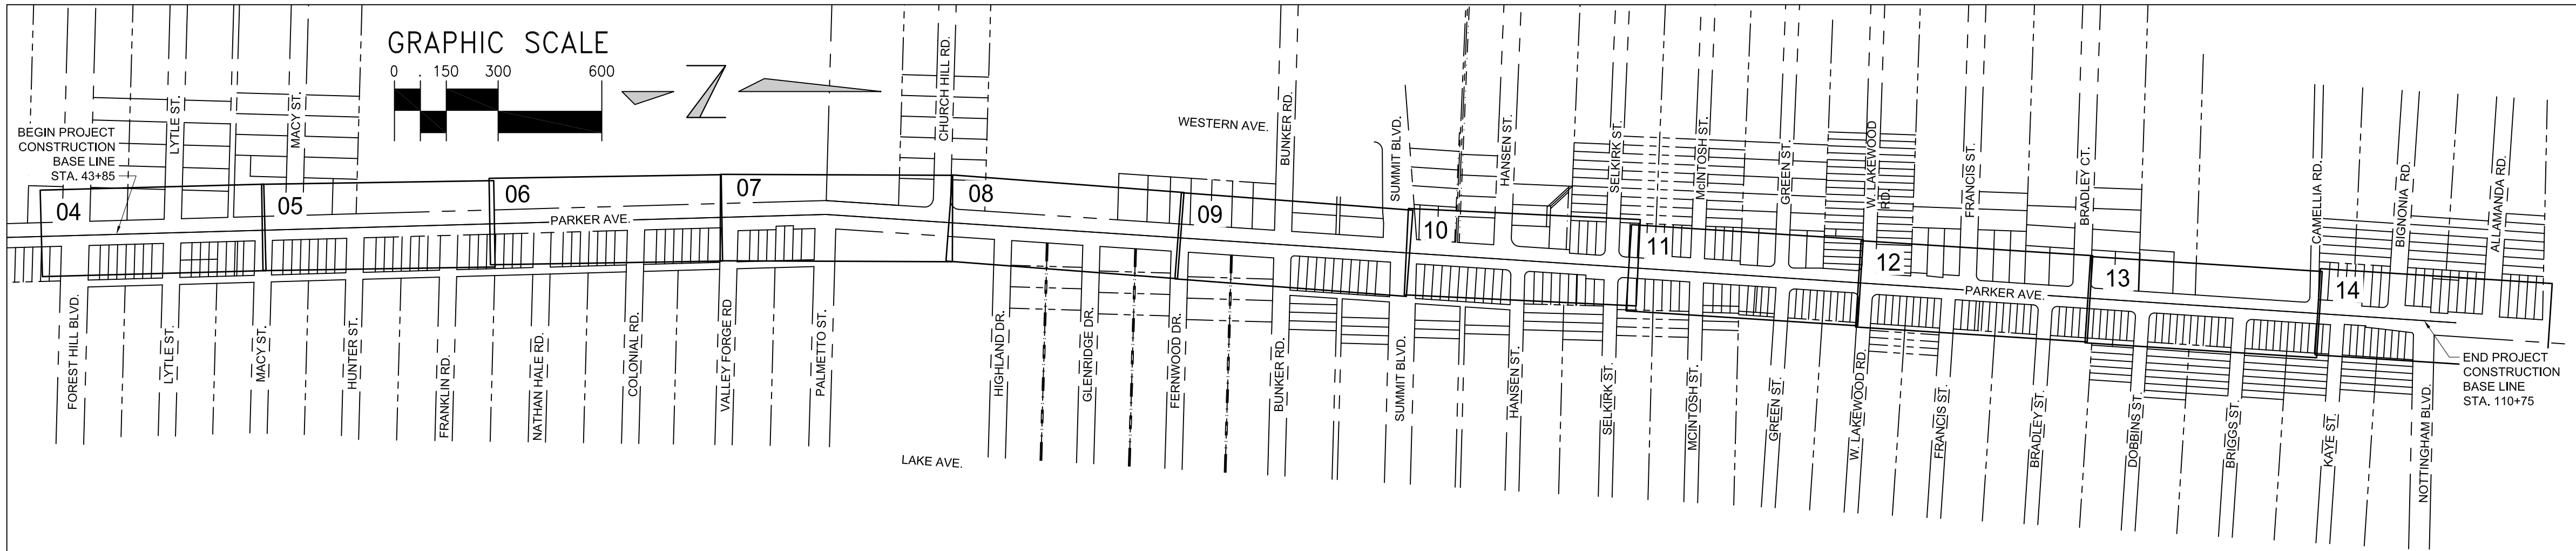 GRAPHIC SCALE
0 150 300 600
N
BEGIN PROJECT
CONSTRUCTION
BASE LINE
STA. 43+85
LYTLE ST.
MACY ST.
CHURCH HILL RD.
WESTERN AVE.
BUNKER RD.
SUMMIT BLVD.
HANSEN ST.
SELKIRK ST.
McINTOSH ST.
GREEN ST.
W. LAKEWOOD
RD.
FRANCIS ST.
BRADLEY CT.
CAMELLIA RD.
BIGNONIA RD.
ALLAMANDA RD.
04
05
06
07
08
09
10
11
12
13
14
PARKER AVE.
PARKER AVE.
FOREST HILL BLVD.
LYTLE ST.
MACY ST.
HUNTER ST.
FRANKLIN RD.
NATHAN HALE RD.
COLONIAL RD.
VALLEY FORGE RD
PALMETTO ST.
LAKE AVE.
HIGHLAND DR.
GLENRIDGE DR.
FERNWOOD DR.
BUNKER RD.
SUMMIT BLVD.
HANSEN ST.
SELKIRK ST.
MCINTOSH ST.
GREEN ST.
W. LAKEWOOD RD.
FRANCIS ST.
BRADLEY ST.
DOBBINS ST.
BRIGGS ST.
KAYE ST.
NOTTINGHAM BLVD.
END PROJECT
CONSTRUCTION
BASE LINE
STA. 110+75